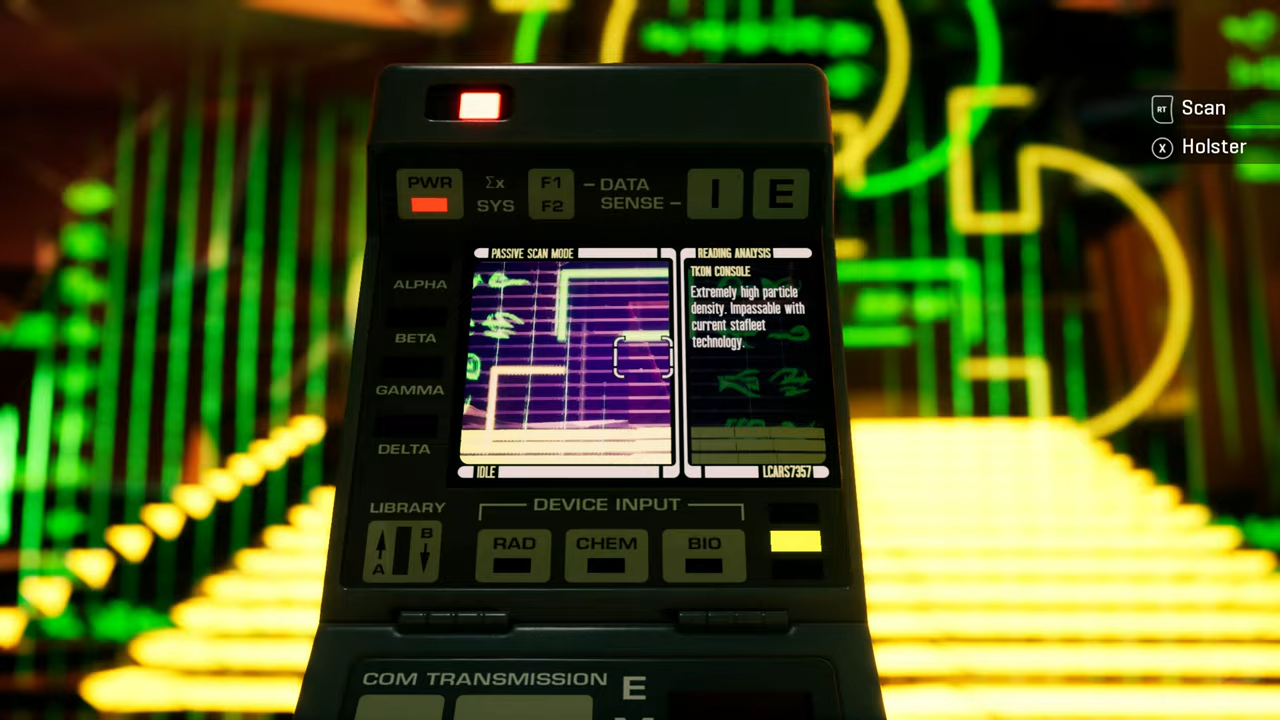 RT Scan
X Holster
PWR
Σx
SYS
F1
F2
– DATA
SENSE –
I
E
PASSIVE SCAN MODE
READING ANALYSIS
TKON CONSOLE
Extremely high particle
density. Impassable with
current stafleet
technology.
ALPHA
BETA
GAMMA
DELTA
IDLE
LCARS7357
LIBRARY
A
B
DEVICE INPUT
RAD
CHEM
BIO
COM TRANSMISSION
E